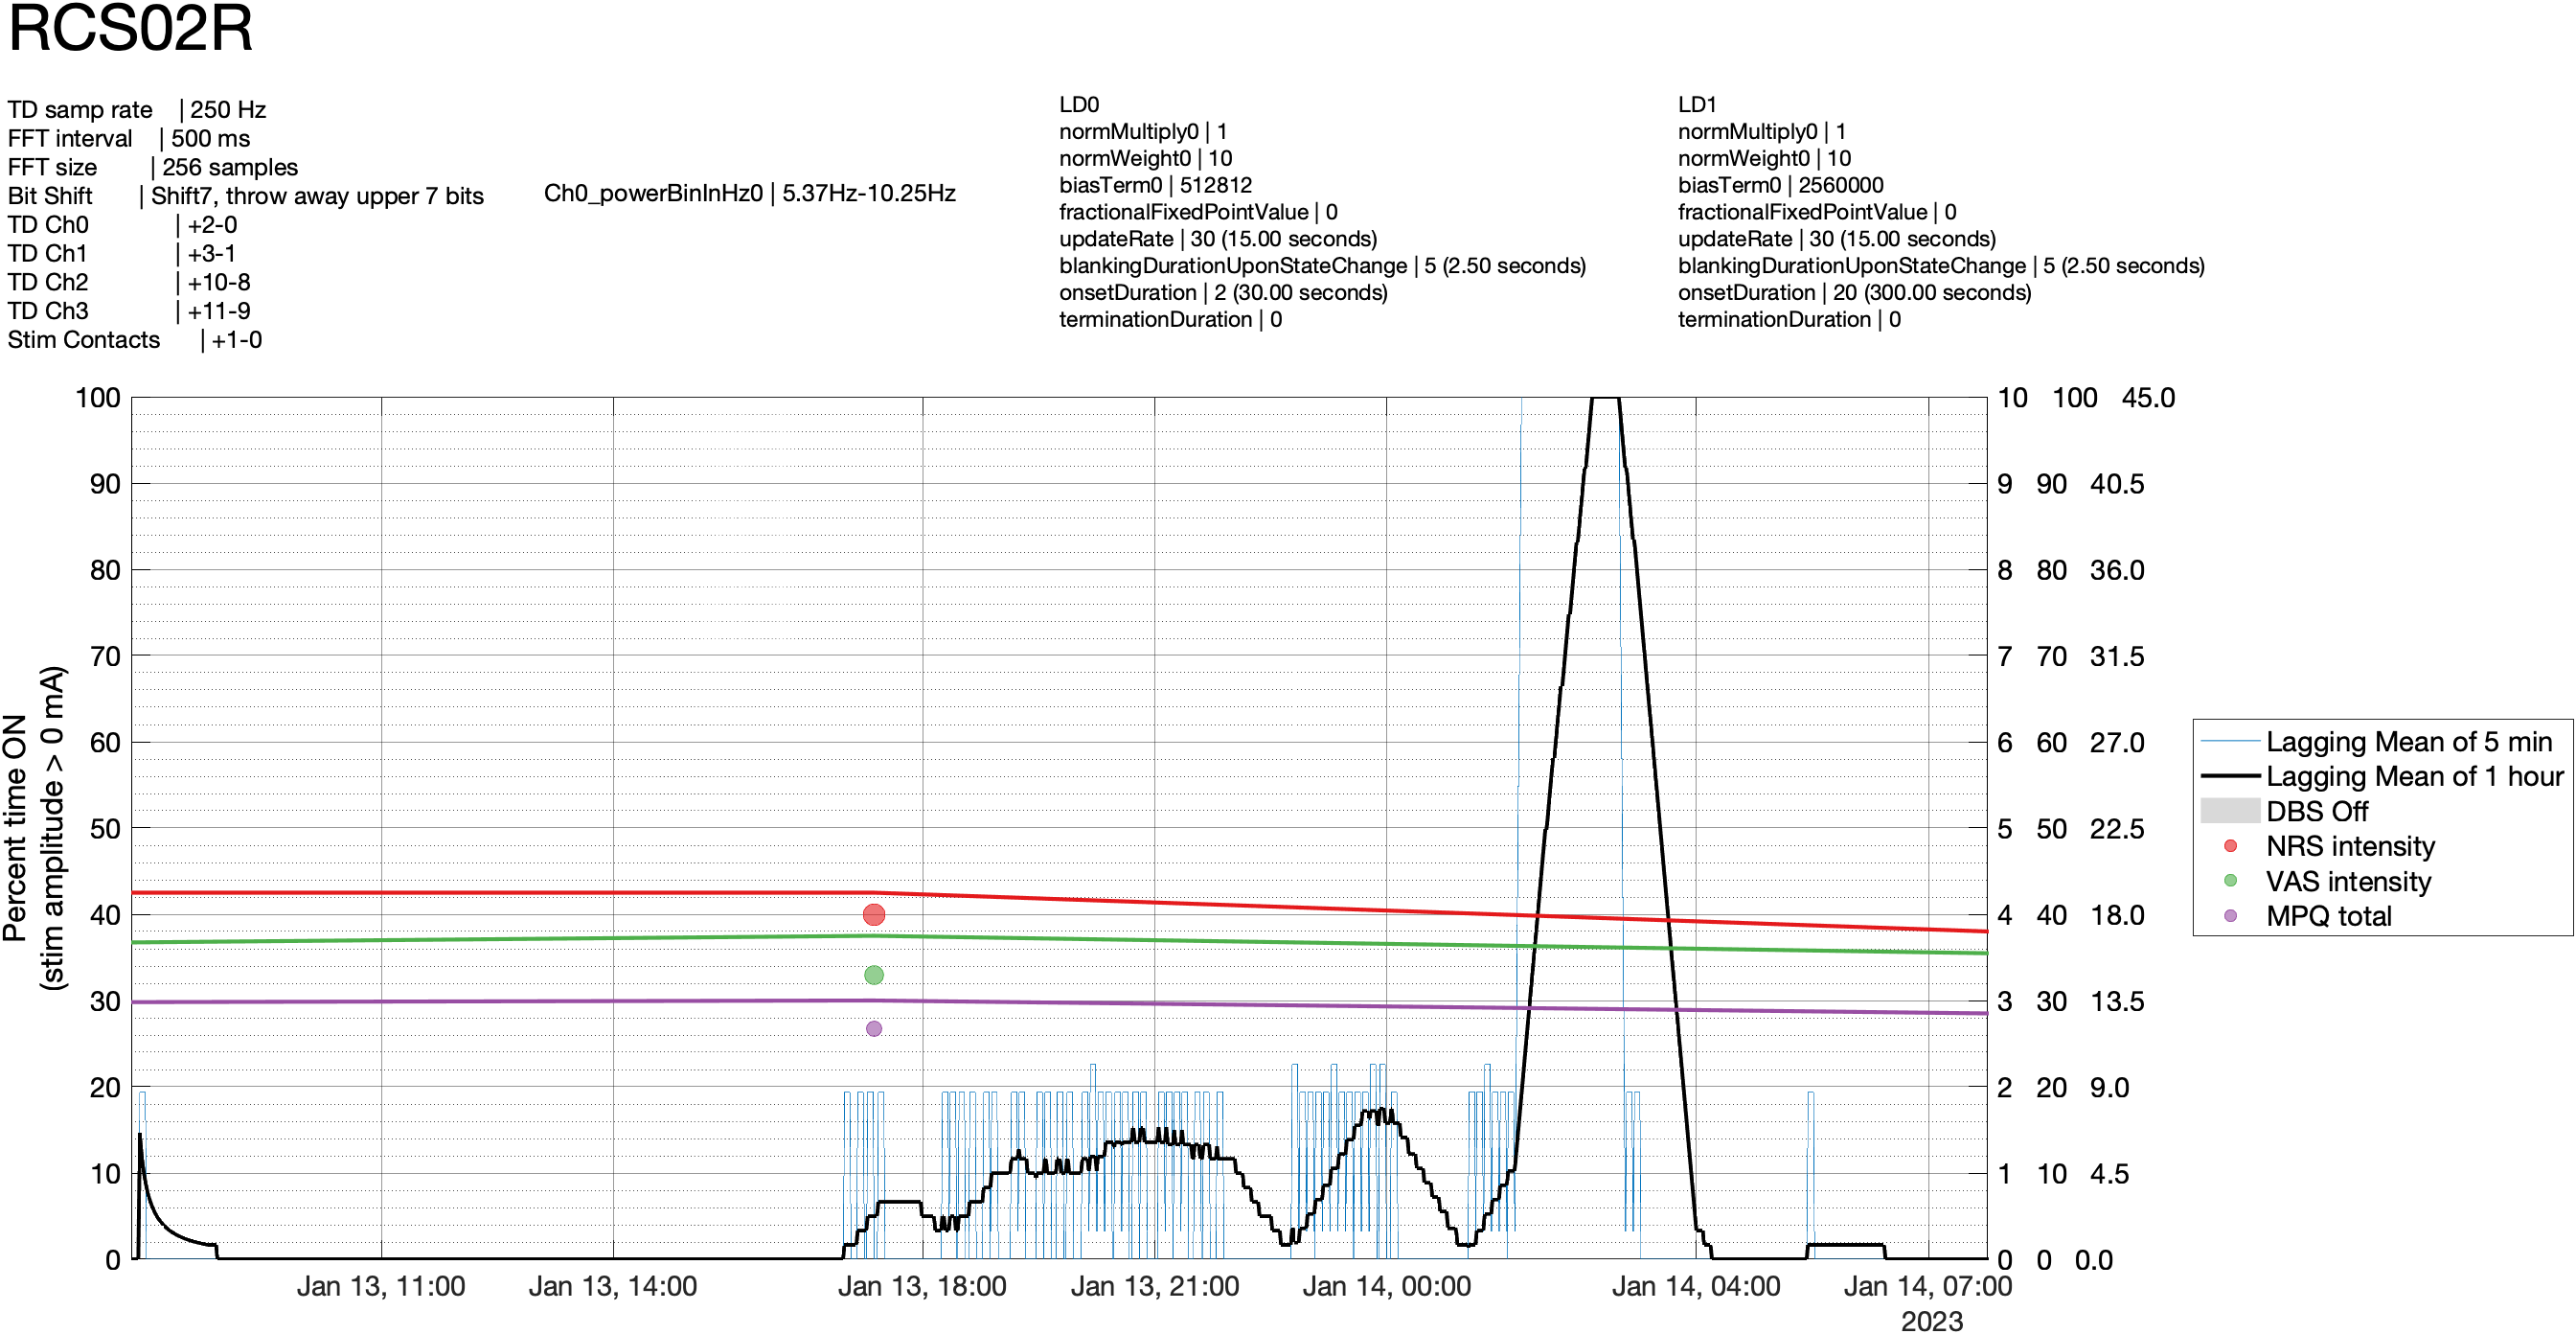 RCS02R
TD samp rate | 250 Hz
FFT interval | 500 ms
FFT size | 256 samples
Bit Shift | Shift7, throw away upper 7 bits
TD Ch0 | +2-0
TD Ch1 | +3-1
TD Ch2 | +10-8
TD Ch3 | +11-9
Stim Contacts | +1-0
Ch0_powerBinInHz0 | 5.37Hz-10.25Hz
LD0
normMultiply0 | 1
normWeight0 | 10
biasTerm0 | 512812
fractionalFixedPointValue | 0
updateRate | 30 (15.00 seconds)
blankingDurationUponStateChange | 5 (2.50 seconds)
onsetDuration | 2 (30.00 seconds)
terminationDuration | 0
LD1
normMultiply0 | 1
normWeight0 | 10
biasTerm0 | 2560000
fractionalFixedPointValue | 0
updateRate | 30 (15.00 seconds)
blankingDurationUponStateChange | 5 (2.50 seconds)
onsetDuration | 20 (300.00 seconds)
terminationDuration | 0
Percent time ON
(stim amplitude > 0 mA)
100
90
80
70
60
50
40
30
20
10
0
10 100 45.0
9 90 40.5
8 80 36.0
7 70 31.5
6 60 27.0
5 50 22.5
4 40 18.0
3 30 13.5
2 20 9.0
1 10 4.5
0 0 0.0
Jan 13, 11:00
Jan 13, 14:00
Jan 13, 18:00
Jan 13, 21:00
Jan 14, 00:00
Jan 14, 04:00
Jan 14, 07:00
2023
Lagging Mean of 5 min
Lagging Mean of 1 hour
DBS Off
NRS intensity
VAS intensity
MPQ total